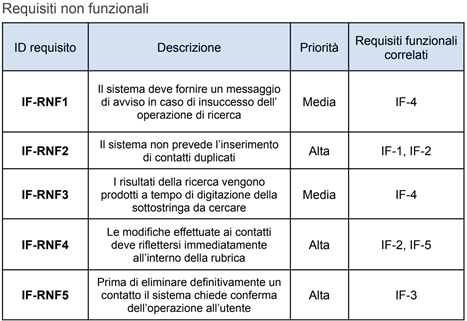 Requisiti non funzionali
ID requisito Descrizione Priorità Requisiti funzionali
correlati
IF-RNF1 Il sistema deve fornire un messaggio
di avviso in caso di insuccesso dell'
operazione di ricerca Media IF-4
IF-RNF2 Il sistema non prevede l'inserimento
di contatti duplicati Alta IF-1, IF-2
IF-RNF3 I risultati della ricerca vengono
prodotti a tempo di digitazione della
sottostringa da cercare Media IF-4
IF-RNF4 Le modifiche effettuate ai contatti
deve riflettersi immediatamente
all'interno della rubrica Alta IF-2, IF-5
IF-RNF5 Prima di eliminare definitivamente un
contatto il sistema chiede conferma
dell'operazione all'utente Alta IF-3